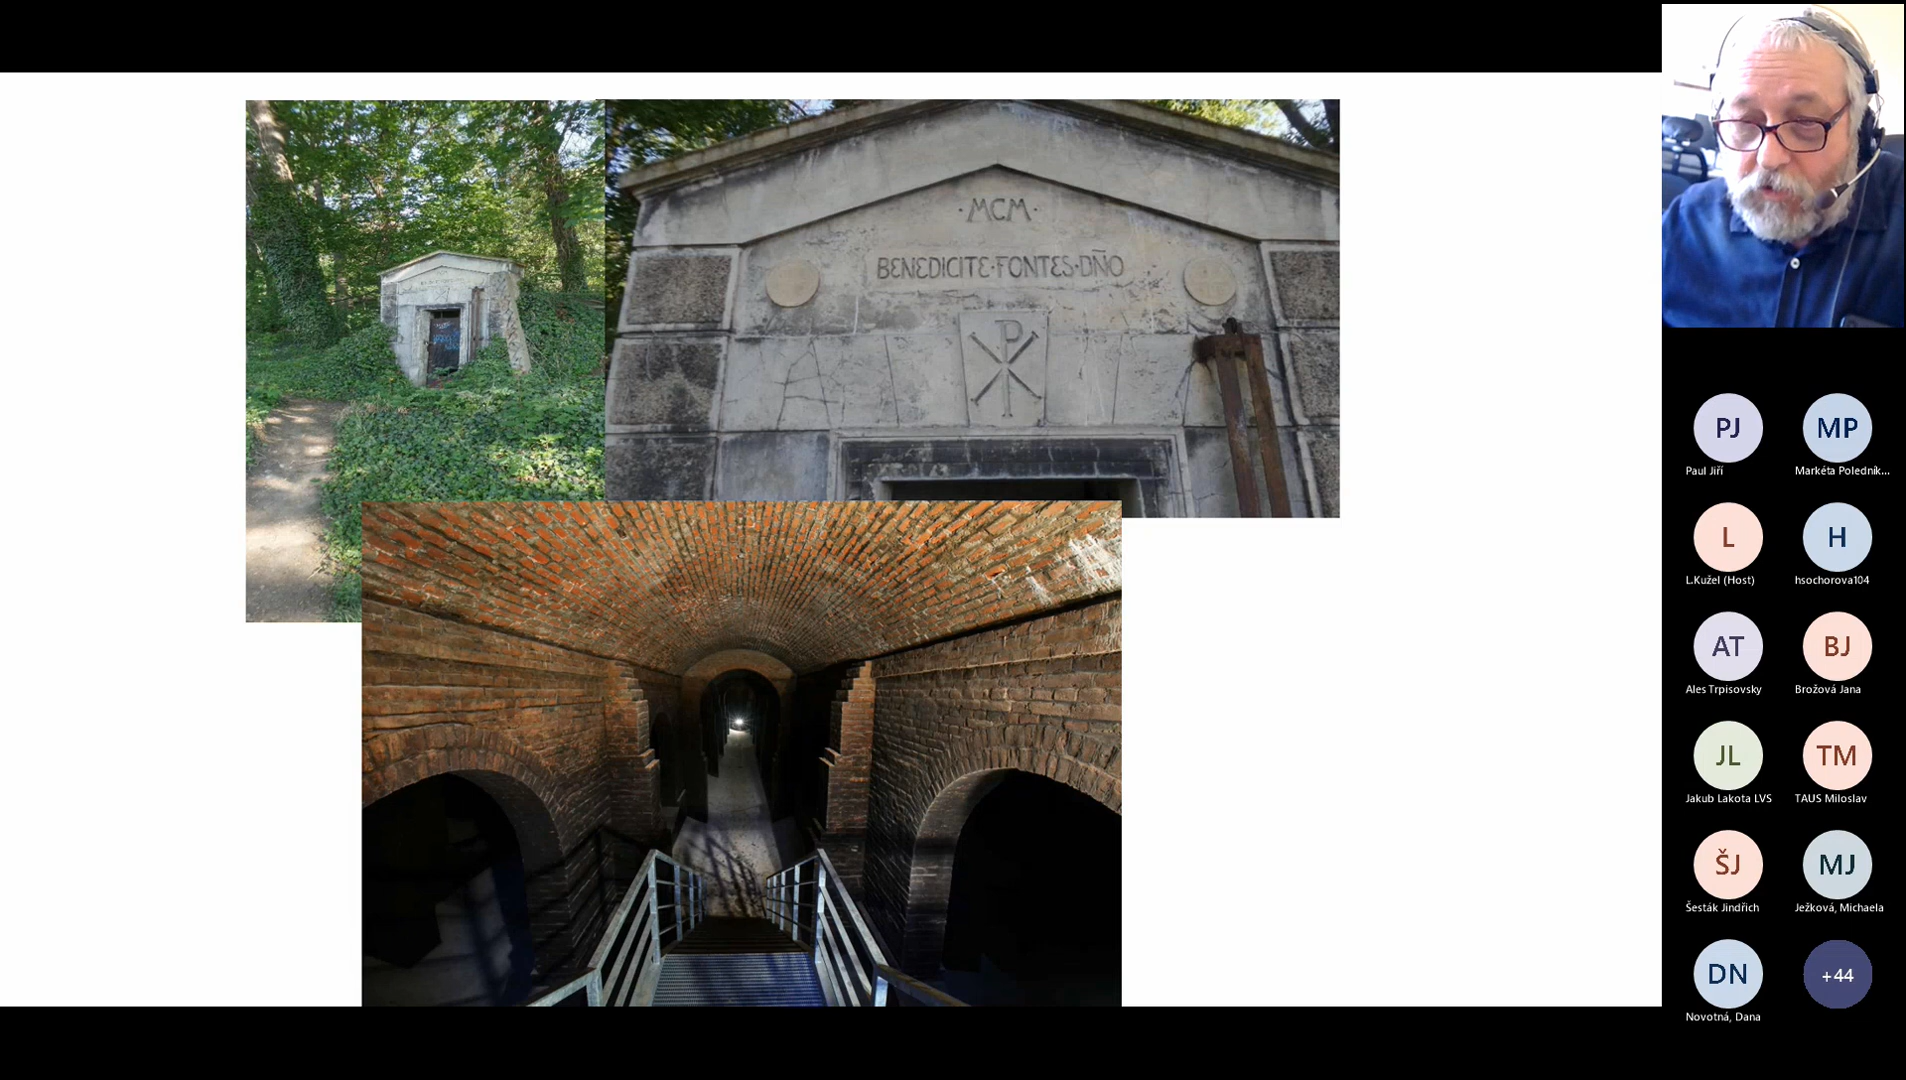 ·MCM·
BENEDICITE·FONTES·DÑO
P
PJ
MP
Paul Jiří
Markéta Poledník...
L
H
L.Kužel (Host)
hsochorova104
AT
BJ
Ales Trpisovsky
Brožová Jana
JL
TM
Jakub Lakota LVS
TAUS Miloslav
ŠJ
MJ
Šesták Jindřich
Ježková, Michaela
DN
+44
Novotná, Dana